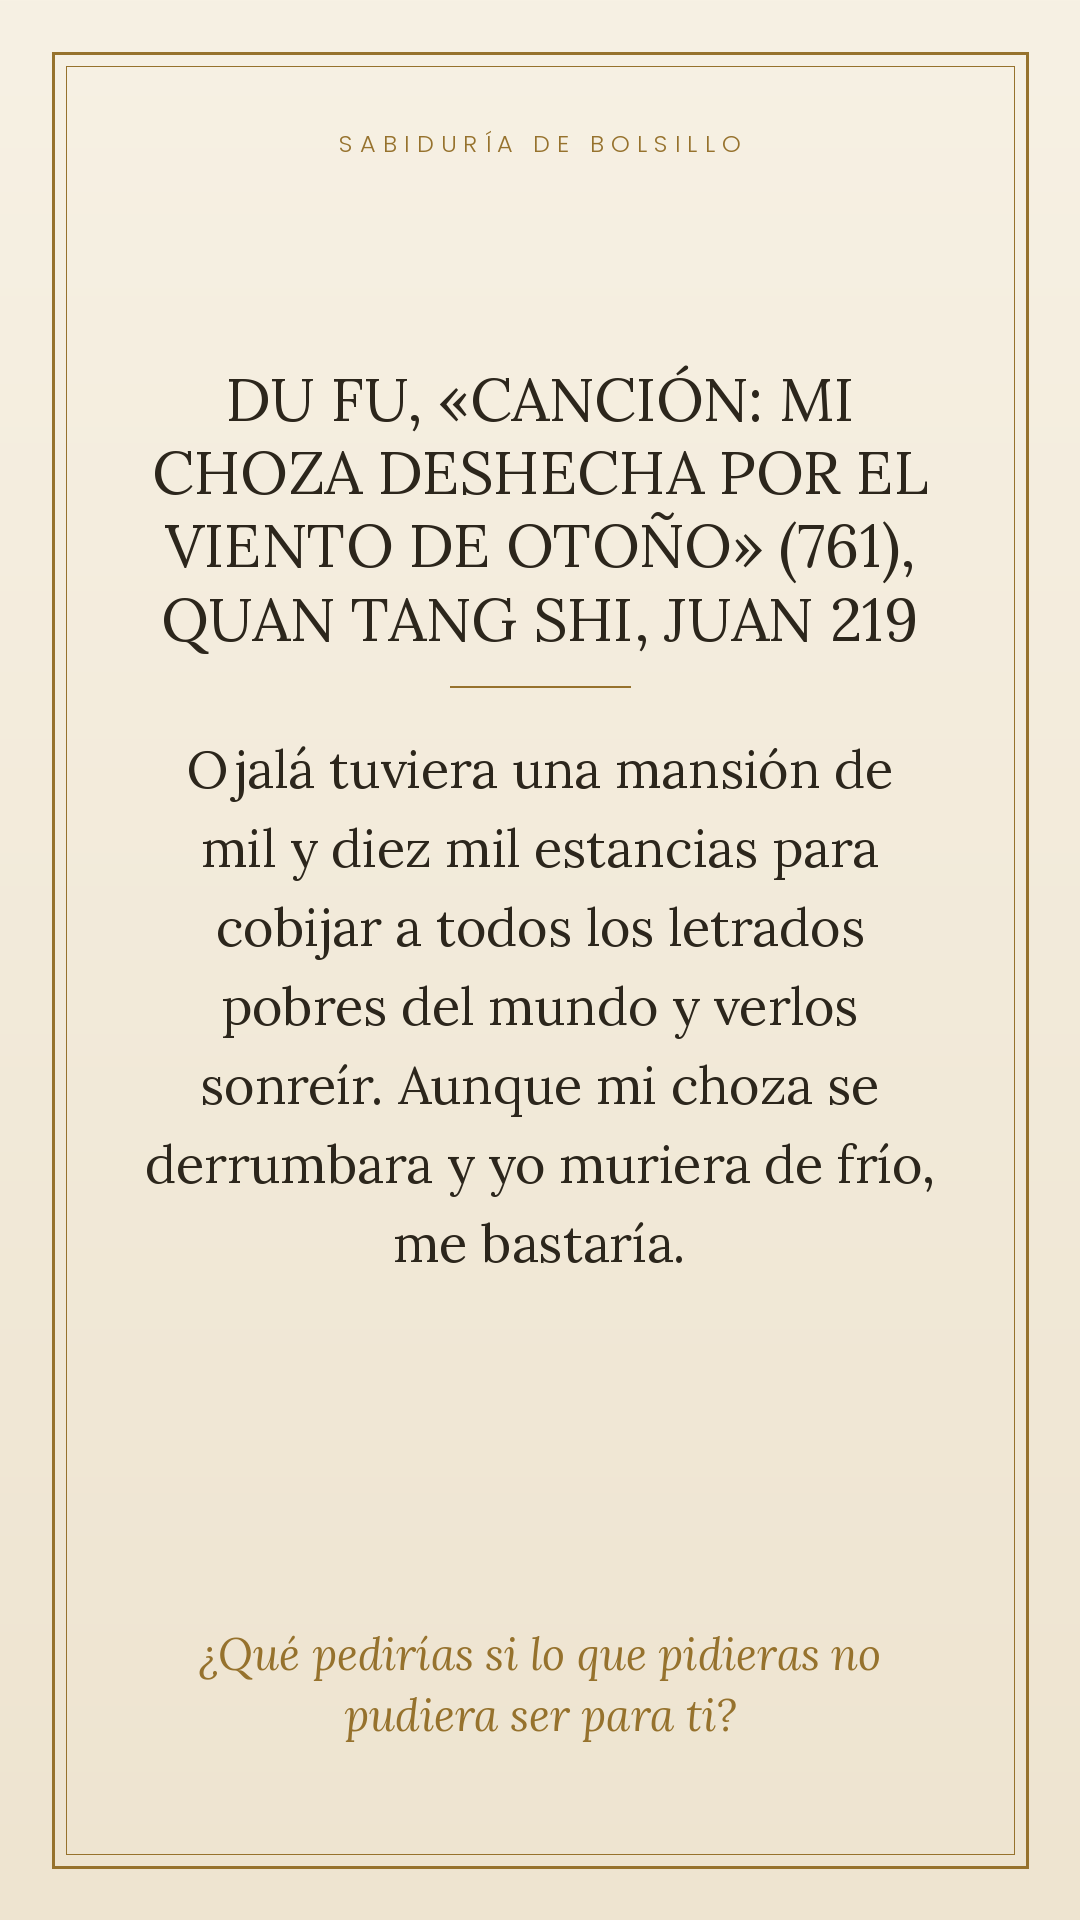 SABIDURÍA DE BOLSILLO
DU FU, «CANCIÓN: MI
CHOZA DESHECHA POR EL
VIENTO DE OTOÑO» (761),
QUAN TANG SHI, JUAN 219
Ojalá tuviera una mansión de
mil y diez mil estancias para
cobijar a todos los letrados
pobres del mundo y verlos
sonreír. Aunque mi choza se
derrumbara y yo muriera de frío,
me bastaría.
¿Qué pedirías si lo que pidieras no
pudiera ser para ti?